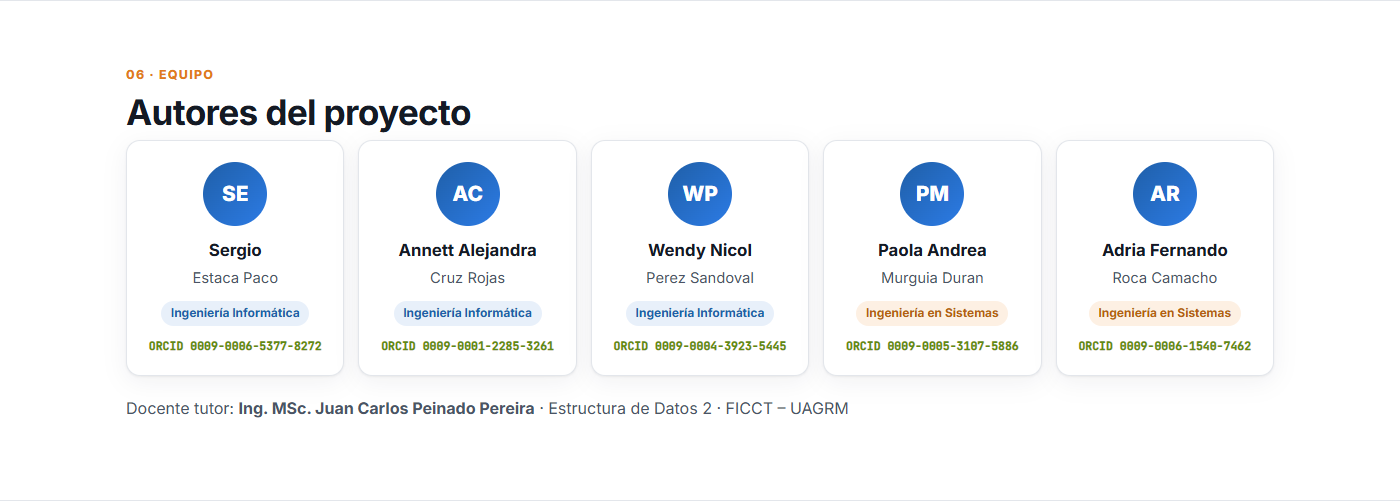 06 · EQUIPO
Autores del proyecto
SE
Sergio
Estaca Paco
Ingeniería Informática
ORCID 0009-0006-5377-8272
AC
Annett Alejandra
Cruz Rojas
Ingeniería Informática
ORCID 0009-0001-2285-3261
WP
Wendy Nicol
Perez Sandoval
Ingeniería Informática
ORCID 0009-0004-3923-5445
PM
Paola Andrea
Murguia Duran
Ingeniería en Sistemas
ORCID 0009-0005-3107-5886
AR
Adria Fernando
Roca Camacho
Ingeniería en Sistemas
ORCID 0009-0006-1540-7462
Docente tutor: Ing. MSc. Juan Carlos Peinado Pereira · Estructura de Datos 2 · FICCT – UAGRM